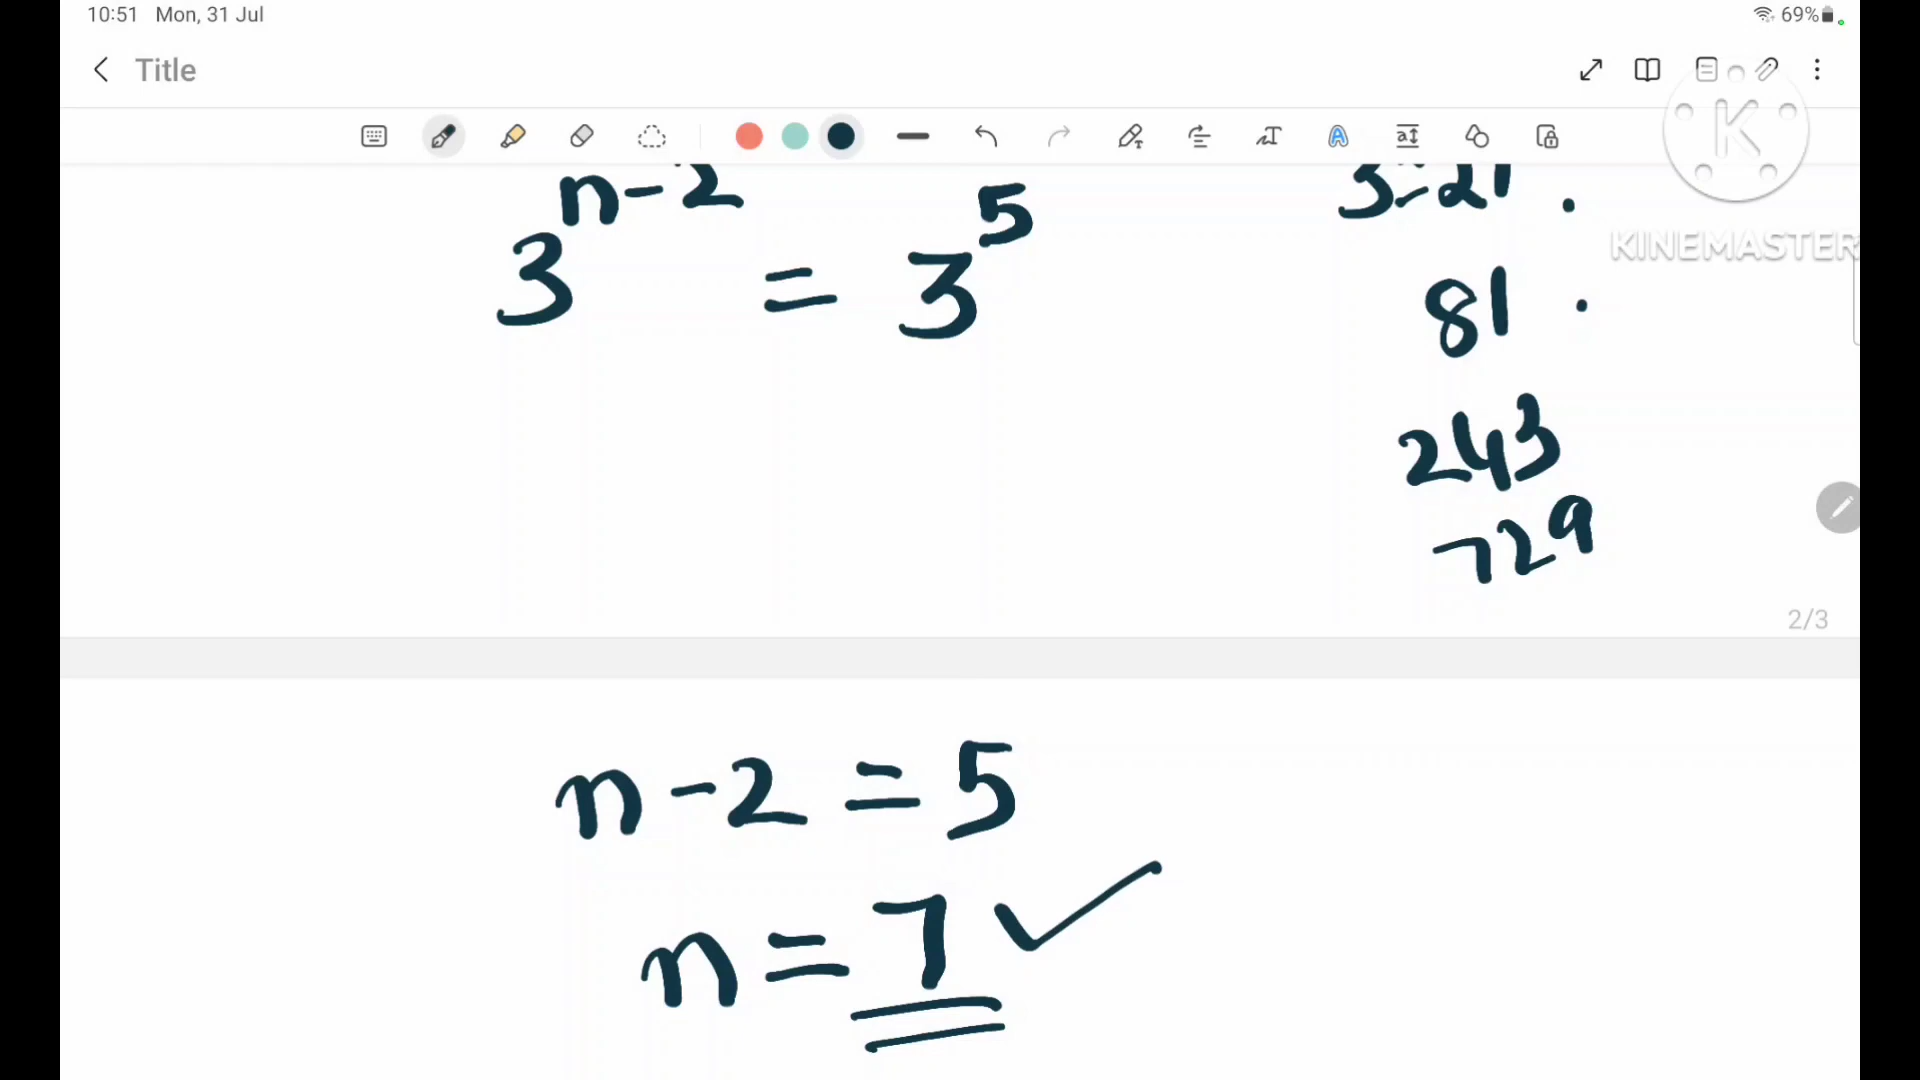 10:51 Mon, 31 Jul
69%
Title
K
KINEMASTER
3^{n-2} = 3^5
81 .
243
729
2/3
n-2=5
n=7 ✓